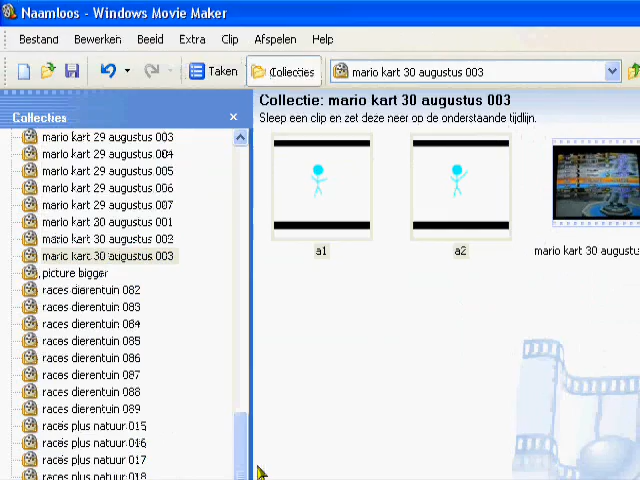 Naamloos - Windows Movie Maker
Bestand Bewerken Beeld Extra Clip Afspelen Help
Taken Collecties mario kart 30 augustus 003
Collecties
mario kart 29 augustus 003
mario kart 29 augustus 004
mario kart 29 augustus 005
mario kart 29 augustus 006
mario kart 29 augustus 007
mario kart 30 augustus 001
mario kart 30 augustus 002
mario kart 30 augustus 003
picture bigger
races dierentuin 082
races dierentuin 083
races dierentuin 084
races dierentuin 085
races dierentuin 086
races dierentuin 087
races dierentuin 088
races dierentuin 089
races plus natuur 015
races plus natuur 016
races plus natuur 017
races plus natuur 018
Collectie: mario kart 30 augustus 003
Sleep een clip en zet deze neer op de onderstaande tijdlijn.
a1
a2
mario kart 30 augustu